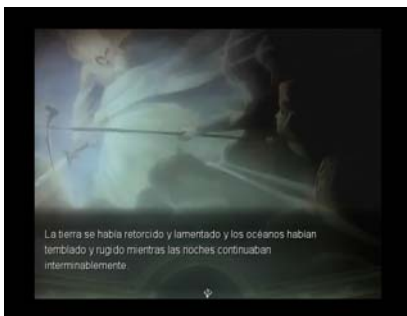 La tierra se había retorcido y lamentado y los océanos habían
temblado y rugido mientras las noches continuaban
interminablemente.